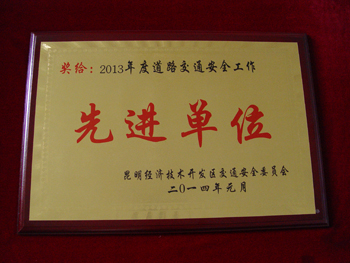 奖给：2013年度道路交通安全工作
先进单位
昆明经济技术开发区交通安全委员会
二〇一四年元月